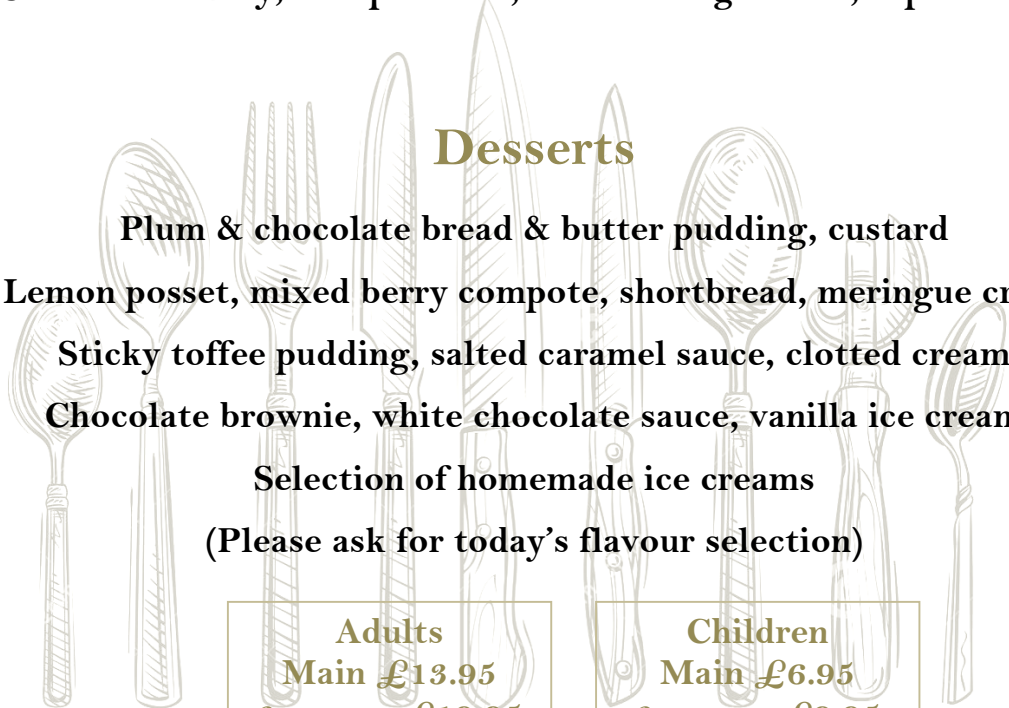 Desserts
Plum & chocolate bread & butter pudding, custard
Lemon posset, mixed berry compote, shortbread, meringue
Sticky toffee pudding, salted caramel sauce, clotted cream
Chocolate brownie, white chocolate sauce, vanilla ice cream
Selection of homemade ice creams
(Please ask for today's flavour selection)
Adults
Children
Main £13.95
Main £6.95